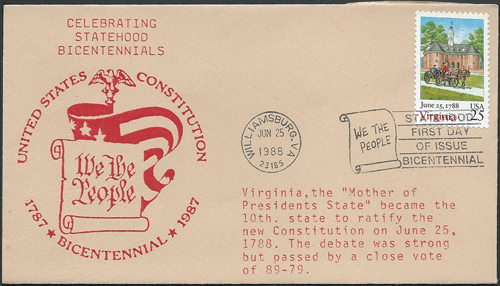 CELEBRATING
STATEHOOD
BICENTENNIALS
UNITED STATES CONSTITUTION
We the
People
1787 ★ BICENTENNIAL ★ 1987
June 25, 1788 USA
Virginia 25
WILLIAMSBURG, VA
JUN 25
1988
23185
WE THE
PEOPLE
STATEHOOD
FIRST DAY
OF ISSUE
BICENTENNIAL
Virginia,the "Mother of
Presidents State" became the
10th. state to ratify the
new Constitution on June 25,
1788. The debate was strong
but passed by a close vote
of 89-79.